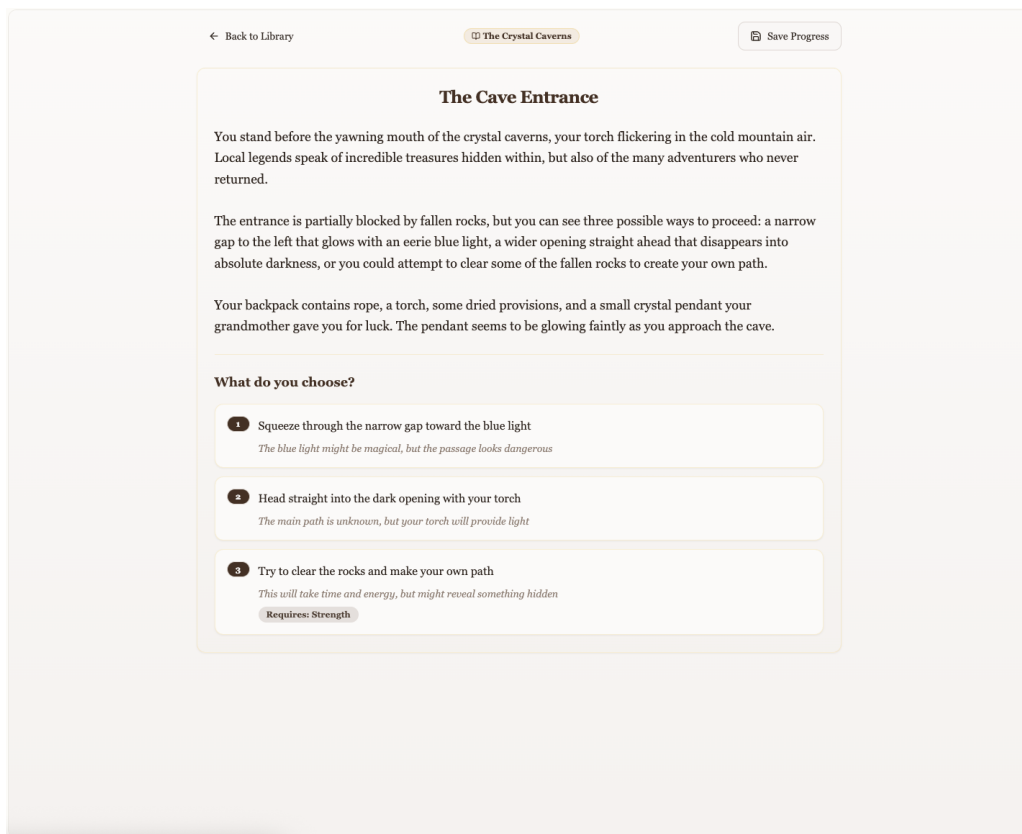 Back to Library
The Crystal Caverns
Save Progress
The Cave Entrance
You stand before the yawning mouth of the crystal caverns, your torch flickering in the cold mountain air.
Local legends speak of incredible treasures hidden within, but also of the many adventurers who never
returned.
The entrance is partially blocked by fallen rocks, but you can see three possible ways to proceed: a narrow
gap to the left that glows with an eerie blue light, a wider opening straight ahead that disappears into
absolute darkness, or you could attempt to clear some of the fallen rocks to create your own path.
Your backpack contains rope, a torch, some dried provisions, and a small crystal pendant your
grandmother gave you for luck. The pendant seems to be glowing faintly as you approach the cave.
What do you choose?
1 Squeeze through the narrow gap toward the blue light
The blue light might be magical, but the passage looks dangerous
2 Head straight into the dark opening with your torch
The main path is unknown, but your torch will provide light
3 Try to clear the rocks and make your own path
This will take time and energy, but might reveal something hidden
Requires: Strength